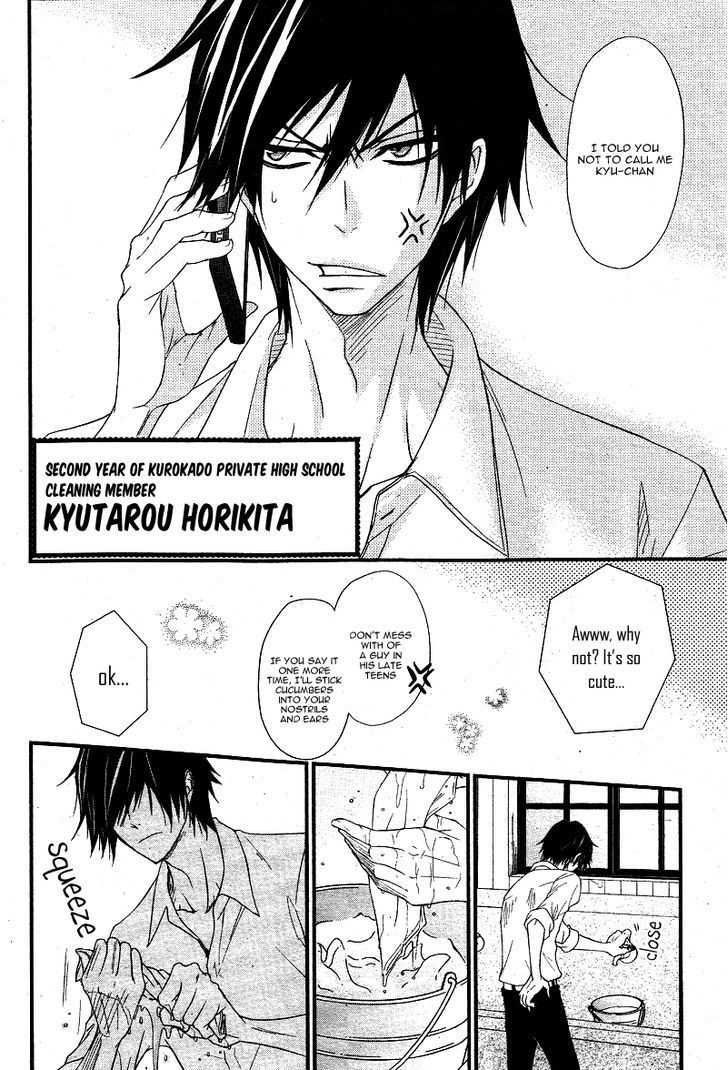 I TOLD YOU
NOT TO CALL ME
KYU-CHAN
SECOND YEAR OF KUROKADO PRIVATE HIGH SCHOOL
CLEANING MEMBER
KYUTAROU HORIKITA
Awww, why
not? It's so
cute...
DON'T MESS
WITH OF
A GUY IN
HIS LATE
TEENS
IF YOU SAY IT
ONE MORE
TIME, I'LL STICK
CUCUMBERS
INTO YOUR
NOSTRILS
AND EARS
ok...
close
squeeze